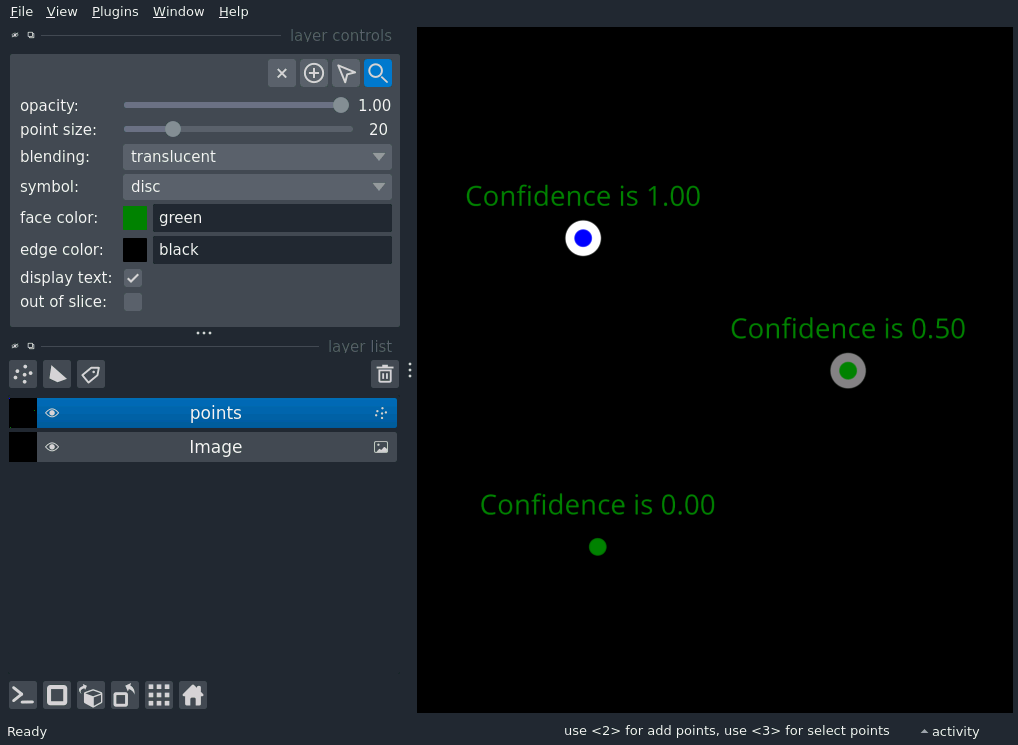 File View Plugins Window Help
layer controls
opacity: 1.00
point size: 20
blending: translucent
symbol: disc
face color: green
edge color: black
display text:
out of slice:
layer list
points
Image
Confidence is 1.00
Confidence is 0.50
Confidence is 0.00
Ready
use <2> for add points, use <3> for select points
activity